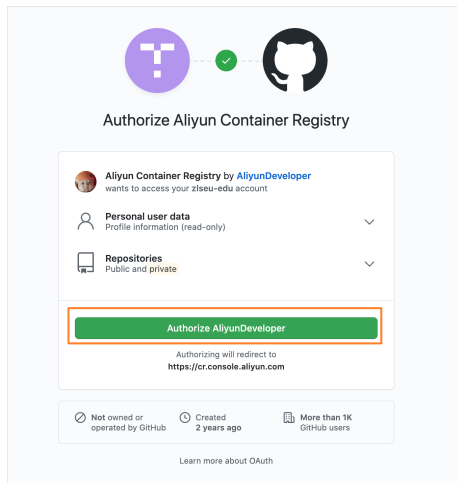 Authorize Aliyun Container Registry
Aliyun Container Registry by AliyunDeveloper
wants to access your zlseu-edu account
Personal user data
Profile information (read-only)
Repositories
Public and private
Authorize AliyunDeveloper
Authorizing will redirect to
https://cr.console.aliyun.com
Not owned or
operated by GitHub
Created
2 years ago
More than 1K
GitHub users
Learn more about OAuth